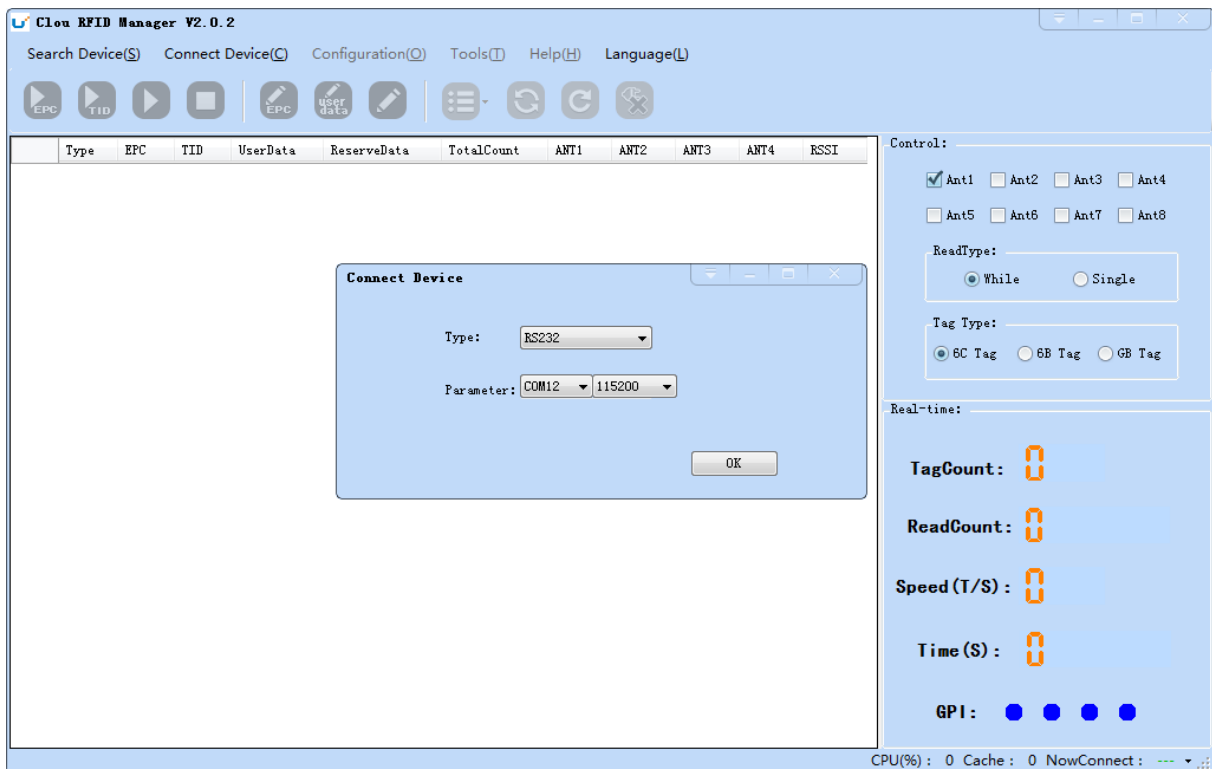 Clou RFID Manager V2.0.2
Search Device(S) Connect Device(C) Configuration(O) Tools(T) Help(H) Language(L)
EPC TID EPC user data
Type EPC TID UserData ReserveData TotalCount ANT1 ANT2 ANT3 ANT4 RSSI
Control:
Ant1 Ant2 Ant3 Ant4
Ant5 Ant6 Ant7 Ant8
ReadType:
While Single
Tag Type:
6C Tag 6B Tag GB Tag
Connect Device
Type: RS232
Parameter: COM12 115200
OK
Real-time:
TagCount: 0
ReadCount: 0
Speed(T/S): 0
Time(S): 0
GPI:
CPU(%) : 0 Cache : 0 NowConnect : ---